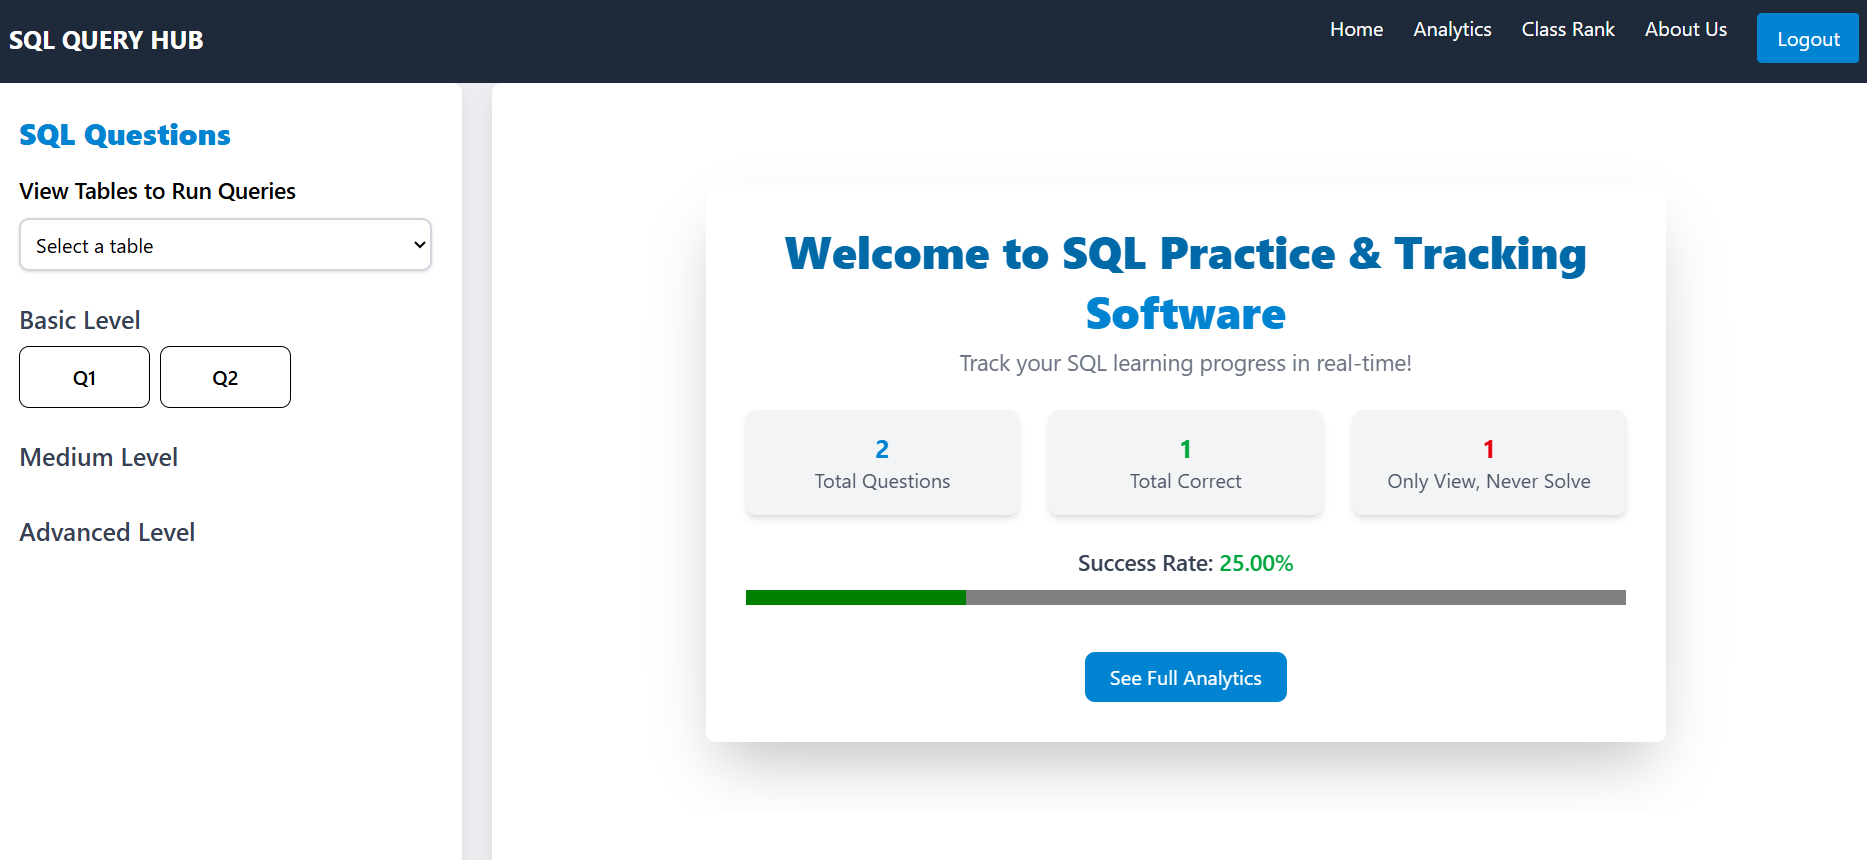 SQL QUERY HUB
Home
Analytics
Class Rank
About Us
Logout
SQL Questions
View Tables to Run Queries
Select a table
Basic Level
Q1
Q2
Medium Level
Advanced Level
Welcome to SQL Practice & Tracking
Software
Track your SQL learning progress in real-time!
2
Total Questions
1
Total Correct
1
Only View, Never Solve
Success Rate: 25.00%
See Full Analytics